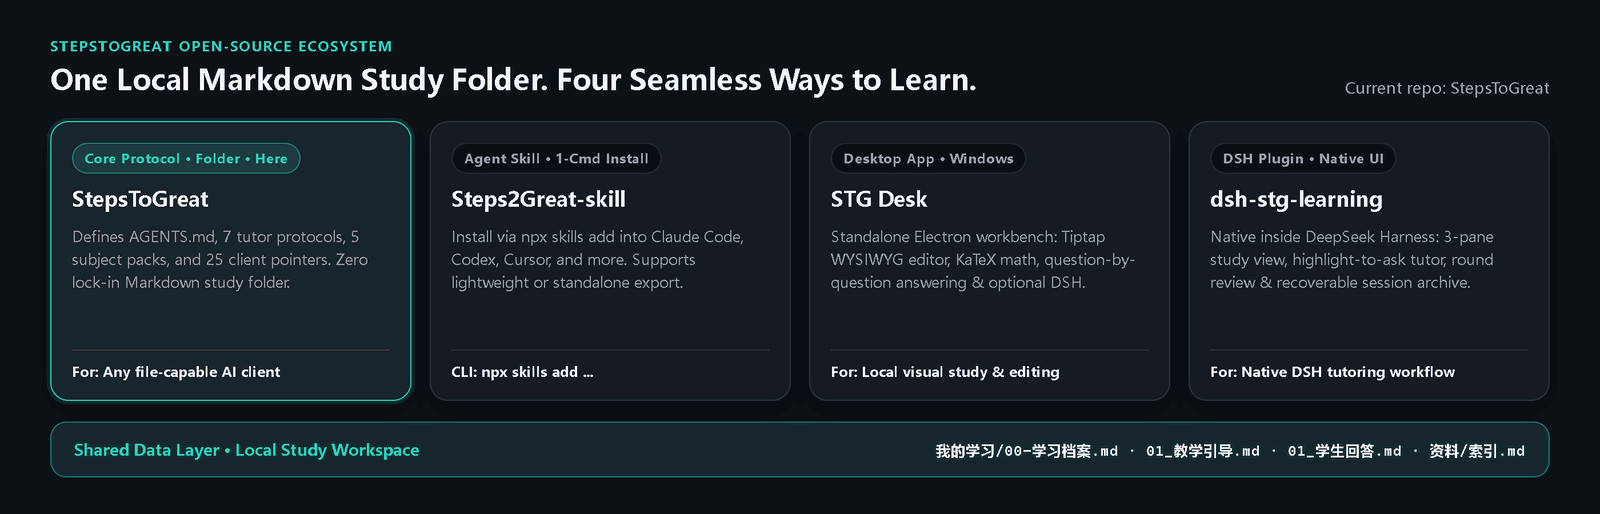 STEPSTOGREAT OPEN-SOURCE ECOSYSTEM
One Local Markdown Study Folder. Four Seamless Ways to Learn.
Current repo: StepsToGreat
Core Protocol • Folder • Here
StepsToGreat
Defines AGENTS.md, 7 tutor protocols, 5
subject packs, and 25 client pointers. Zero
lock-in Markdown study folder.
For: Any file-capable AI client
Agent Skill • 1-Cmd Install
Steps2Great-skill
Install via npx skills add into Claude Code,
Codex, Cursor, and more. Supports
lightweight or standalone export.
CLI: npx skills add ...
Desktop App • Windows
STG Desk
Standalone Electron workbench: Tiptap
WYSIWYG editor, KaTeX math, question-by-
question answering & optional DSH.
For: Local visual study & editing
DSH Plugin • Native UI
dsh-stg-learning
Native inside DeepSeek Harness: 3-pane
study view, highlight-to-ask tutor, round
review & recoverable session archive.
For: Native DSH tutoring workflow
Shared Data Layer • Local Study Workspace
我的学习/00-学习档案.md · 01_教学引导.md · 01_学生回答.md · 资料/索引.md